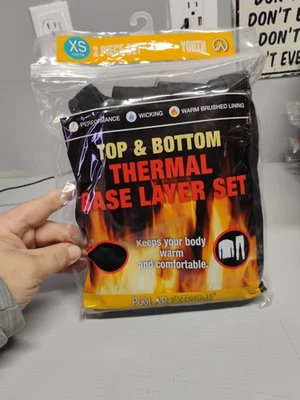 XS
2 PIECE SET
YOUTH
PERFORMANCE
WICKING
WARM BRUSHED LINING
TOP & BOTTOM
THERMAL
BASE LAYER SET
Keeps your body
warm
and comfortable.
POLAR EXTREME
DON'T
DON'T